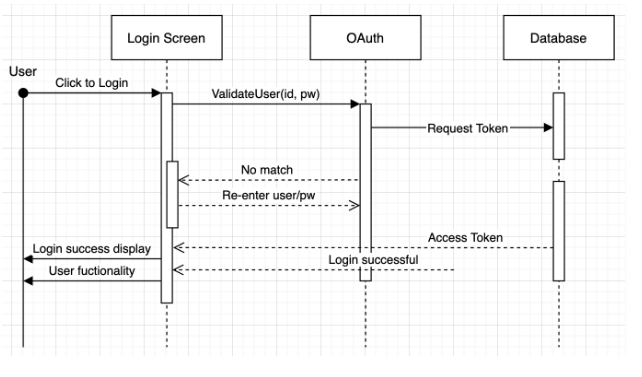 Login Screen
OAuth
Database
User
Click to Login
ValidateUser(id, pw)
Request Token
No match
Re-enter user/pw
Access Token
Login success display
Login successful
User fuctionality